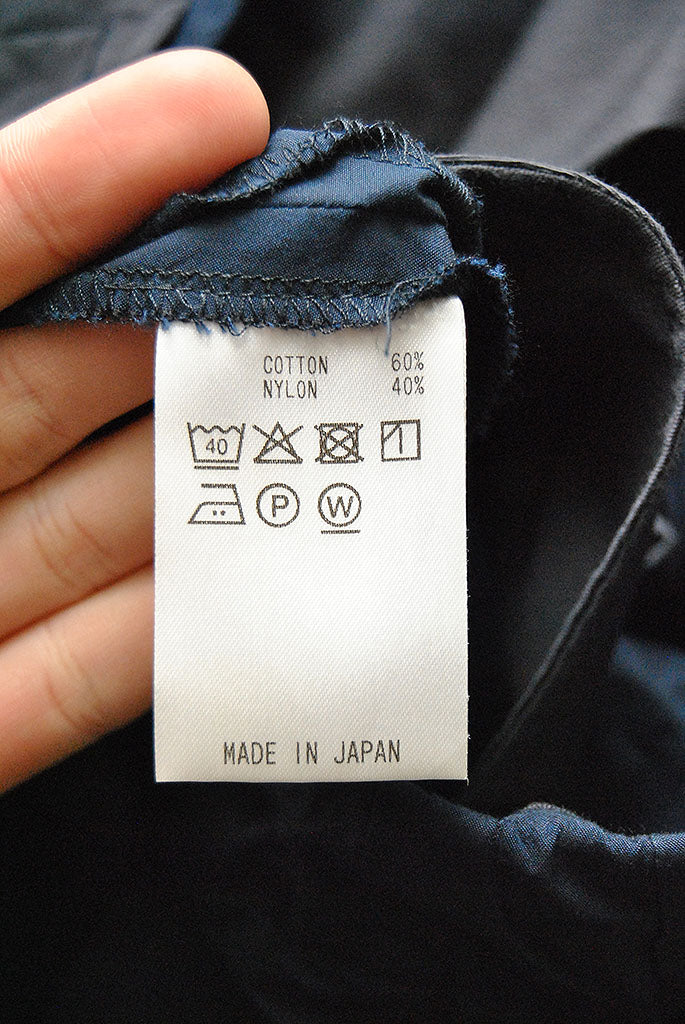 COTTON 60%
NYLON 40%
40
P W
MADE IN JAPAN